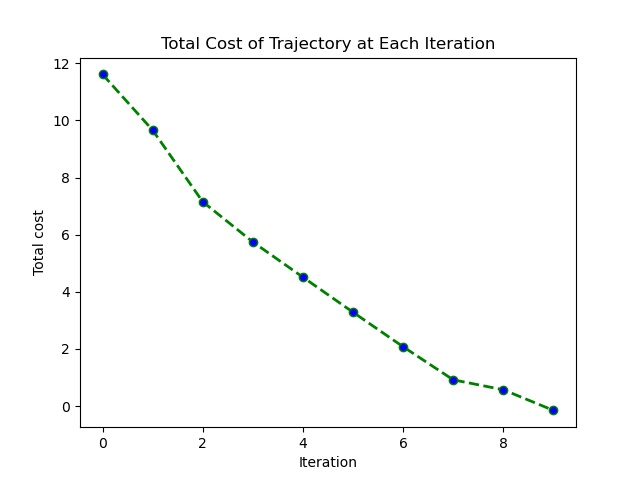 Total Cost of Trajectory at Each Iteration
12
10
8
6
4
2
0
Total cost
0 2 4 6 8
Iteration